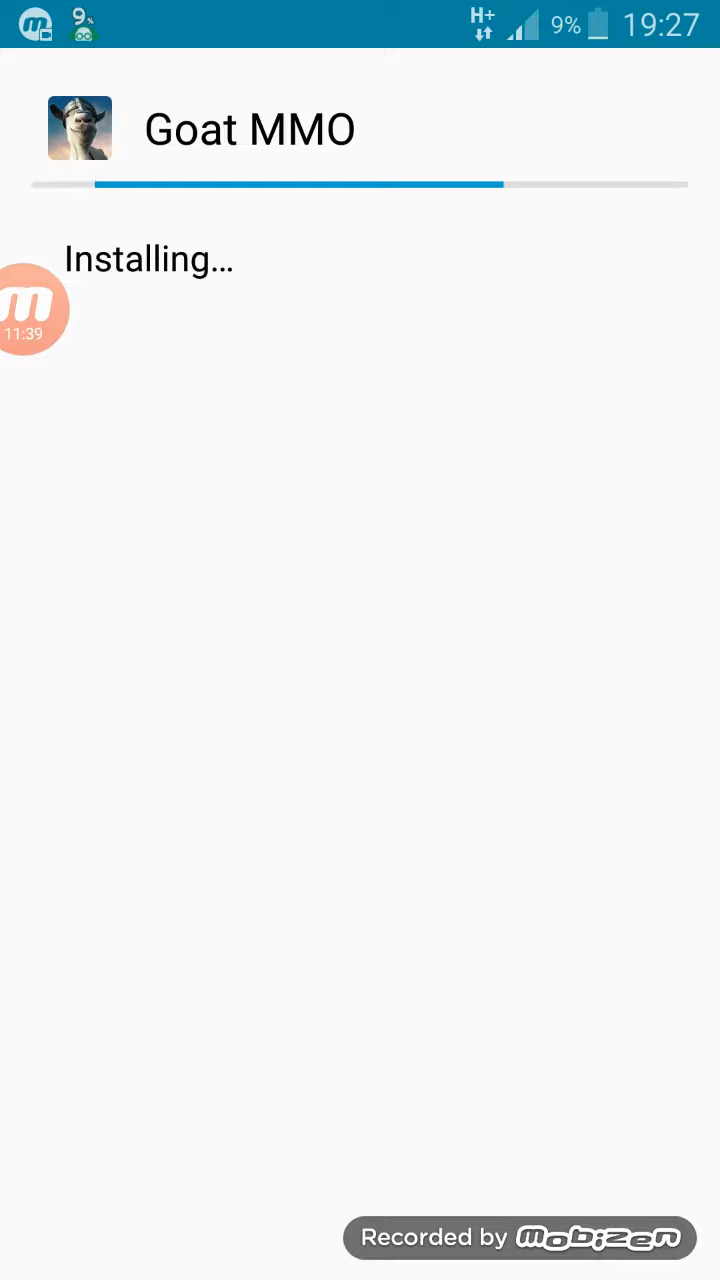 9% H+ 9% 19:27
Goat MMO
Installing...
m
11:39
Recorded by mobizen